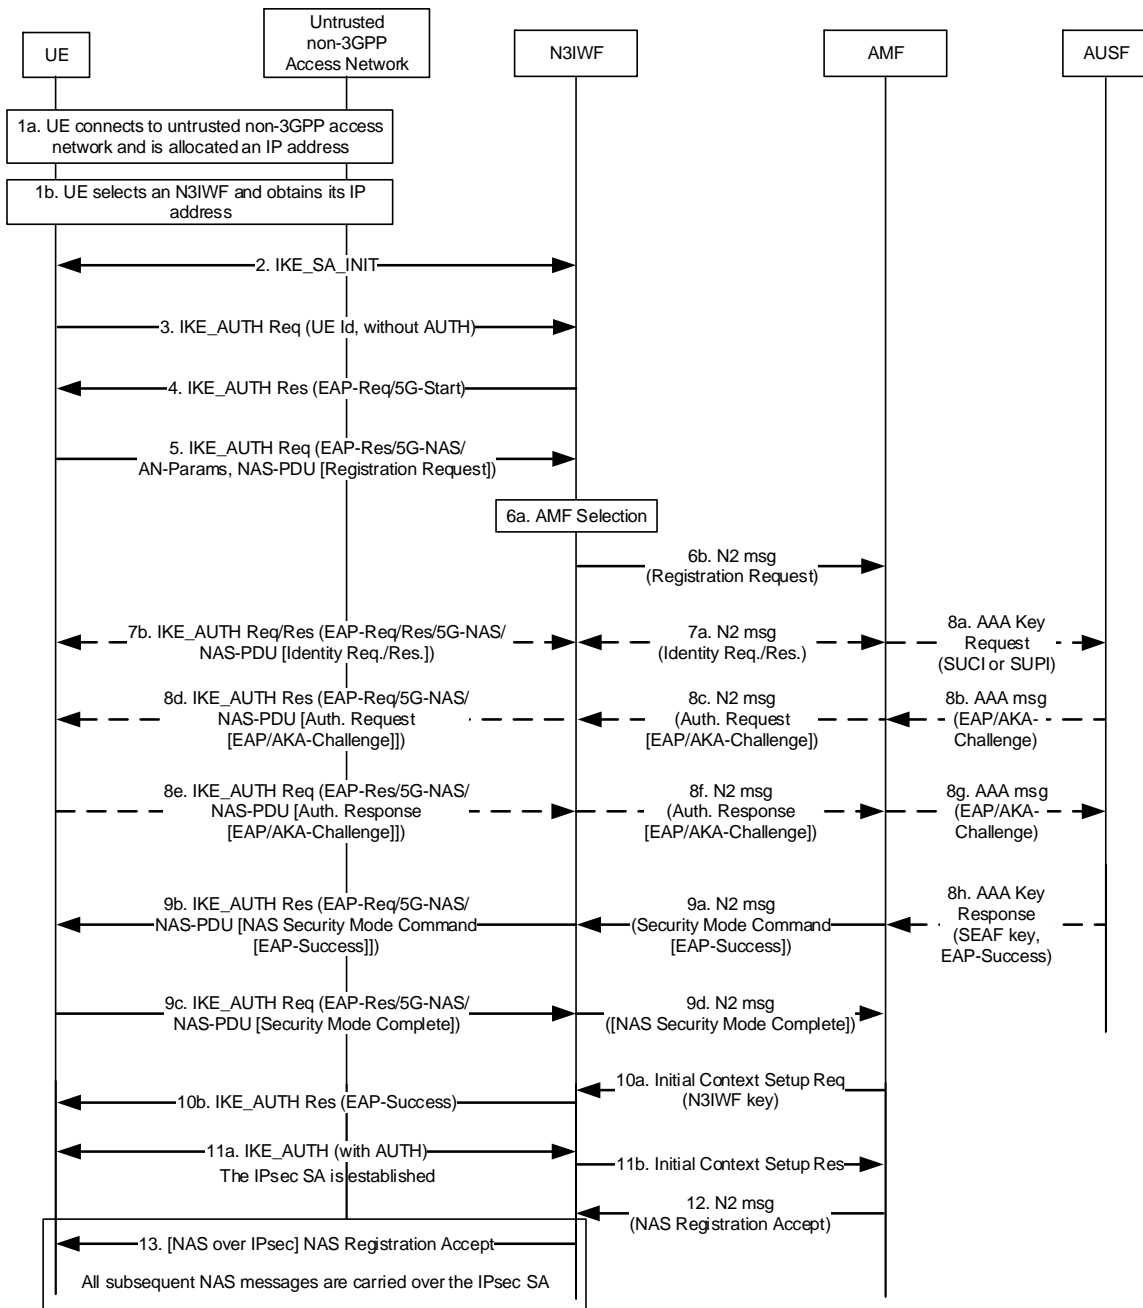 UE
Untrusted
non-3GPP
Access Network
N3IWF
AMF
AUSF
1a. UE connects to untrusted non-3GPP access
network and is allocated an IP address
1b. UE selects an N3IWF and obtains its IP
address
2. IKE_SA_INIT
3. IKE_AUTH Req (UE Id, without AUTH)
4. IKE_AUTH Res (EAP-Req/5G-Start)
5. IKE_AUTH Req (EAP-Res/5G-NAS/
AN-Params, NAS-PDU [Registration Request])
6a. AMF Selection
6b. N2 msg
(Registration Request)
7b. IKE_AUTH Req/Res (EAP-Req/Res/5G-NAS/
NAS-PDU [Identity Req./Res.])
7a. N2 msg
(Identity Req./Res.)
8a. AAA Key
Request
(SUCI or SUPI)
8d. IKE_AUTH Res (EAP-Req/5G-NAS/
NAS-PDU [Auth. Request
[EAP/AKA-Challenge]])
8c. N2 msg
(Auth. Request
[EAP/AKA-Challenge])
8b. AAA msg
(EAP/AKA-
Challenge)
8e. IKE_AUTH Req (EAP-Res/5G-NAS/
NAS-PDU [Auth. Response
[EAP/AKA-Challenge]])
8f. N2 msg
(Auth. Response
[EAP/AKA-Challenge])
8g. AAA msg
(EAP/AKA-
Challenge)
9b. IKE_AUTH Res (EAP-Req/5G-NAS/
NAS-PDU [NAS Security Mode Command
[EAP-Success]])
9a. N2 msg
(Security Mode Command
[EAP-Success])
8h. AAA Key
Response
(SEAF key,
EAP-Success)
9c. IKE_AUTH Req (EAP-Res/5G-NAS/
NAS-PDU [Security Mode Complete])
9d. N2 msg
([NAS Security Mode Complete])
10a. Initial Context Setup Req
(N3IWF key)
10b. IKE_AUTH Res (EAP-Success)
11a. IKE_AUTH (with AUTH)
The IPsec SA is established
11b. Initial Context Setup Res
12. N2 msg
(NAS Registration Accept)
13. [NAS over IPsec] NAS Registration Accept
All subsequent NAS messages are carried over the IPsec SA